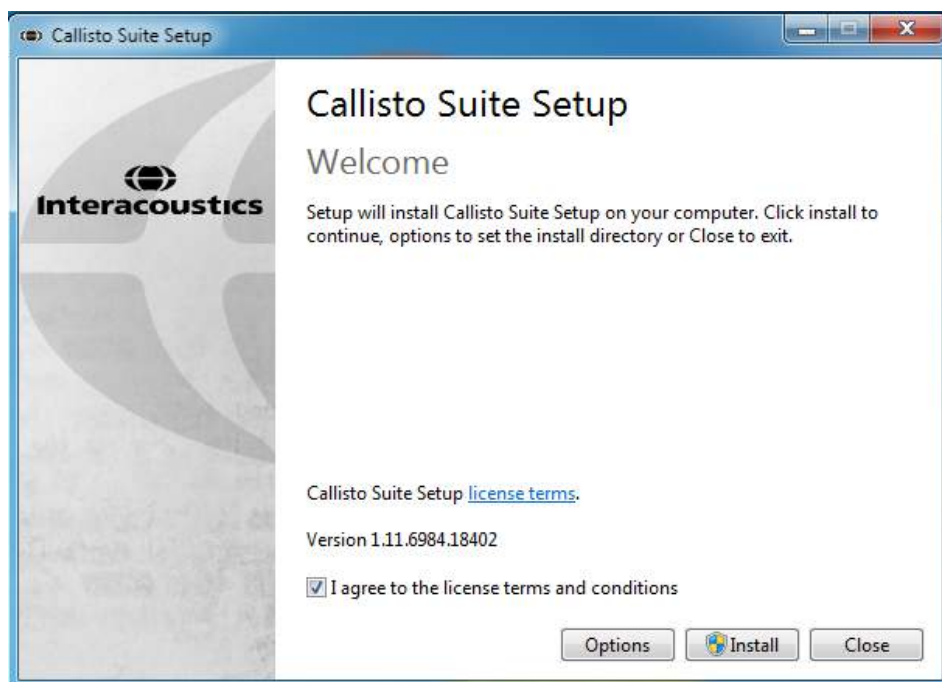 Callisto Suite Setup
Interacoustics
Callisto Suite Setup
Welcome
Setup will install Callisto Suite Setup on your computer. Click install to
continue, options to set the install directory or Close to exit.
Callisto Suite Setup license terms.
Version 1.11.6984.18402
I agree to the license terms and conditions
Options
Install
Close